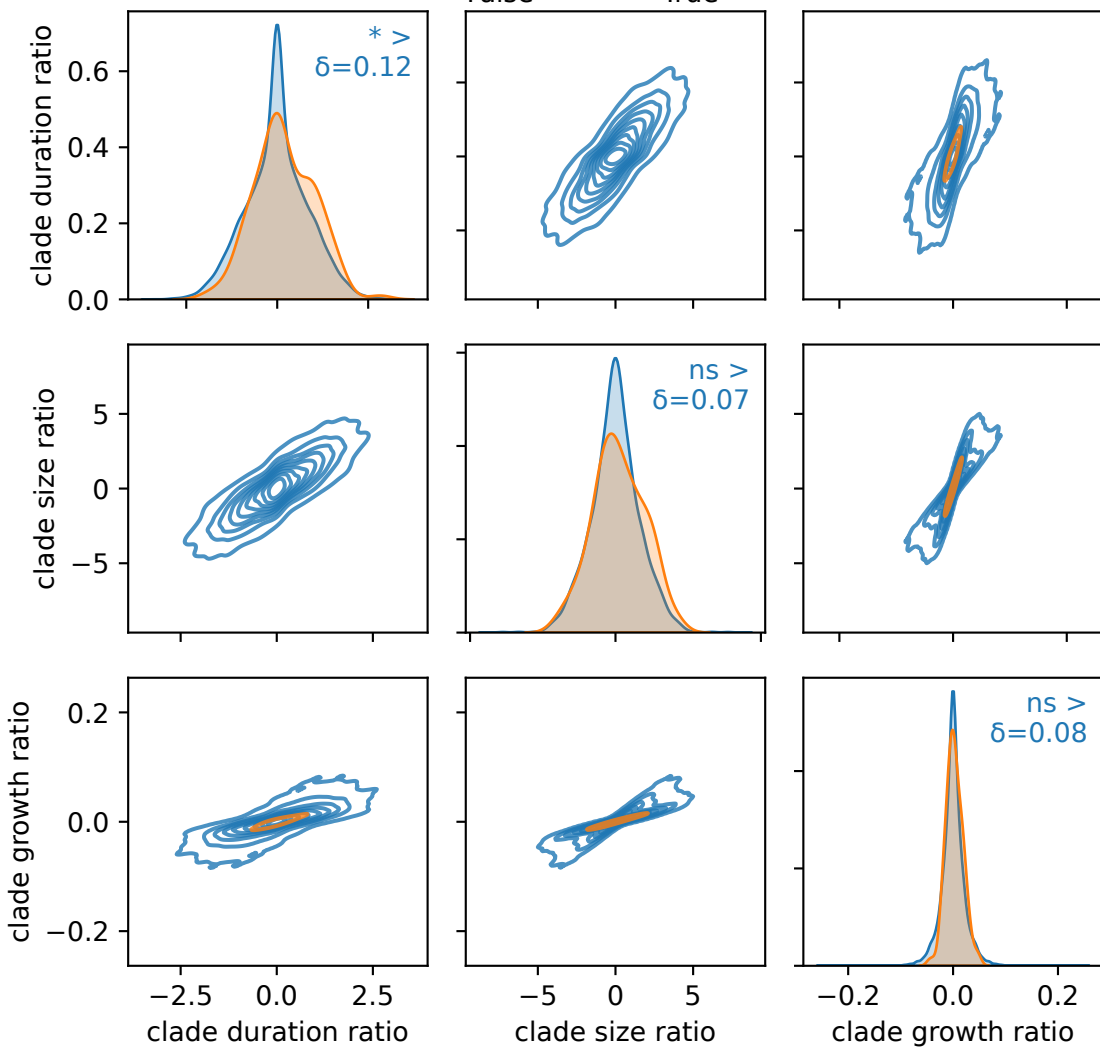 clade duration ratio
0.6
0.4
0.2
0.0
* >
δ=0.12
clade size ratio
5
0
−5
ns >
δ=0.07
clade growth ratio
0.2
0.0
−0.2
ns >
δ=0.08
−2.5 0.0 2.5
−5 0 5
−0.2 0.0 0.2
clade duration ratio
clade size ratio
clade growth ratio